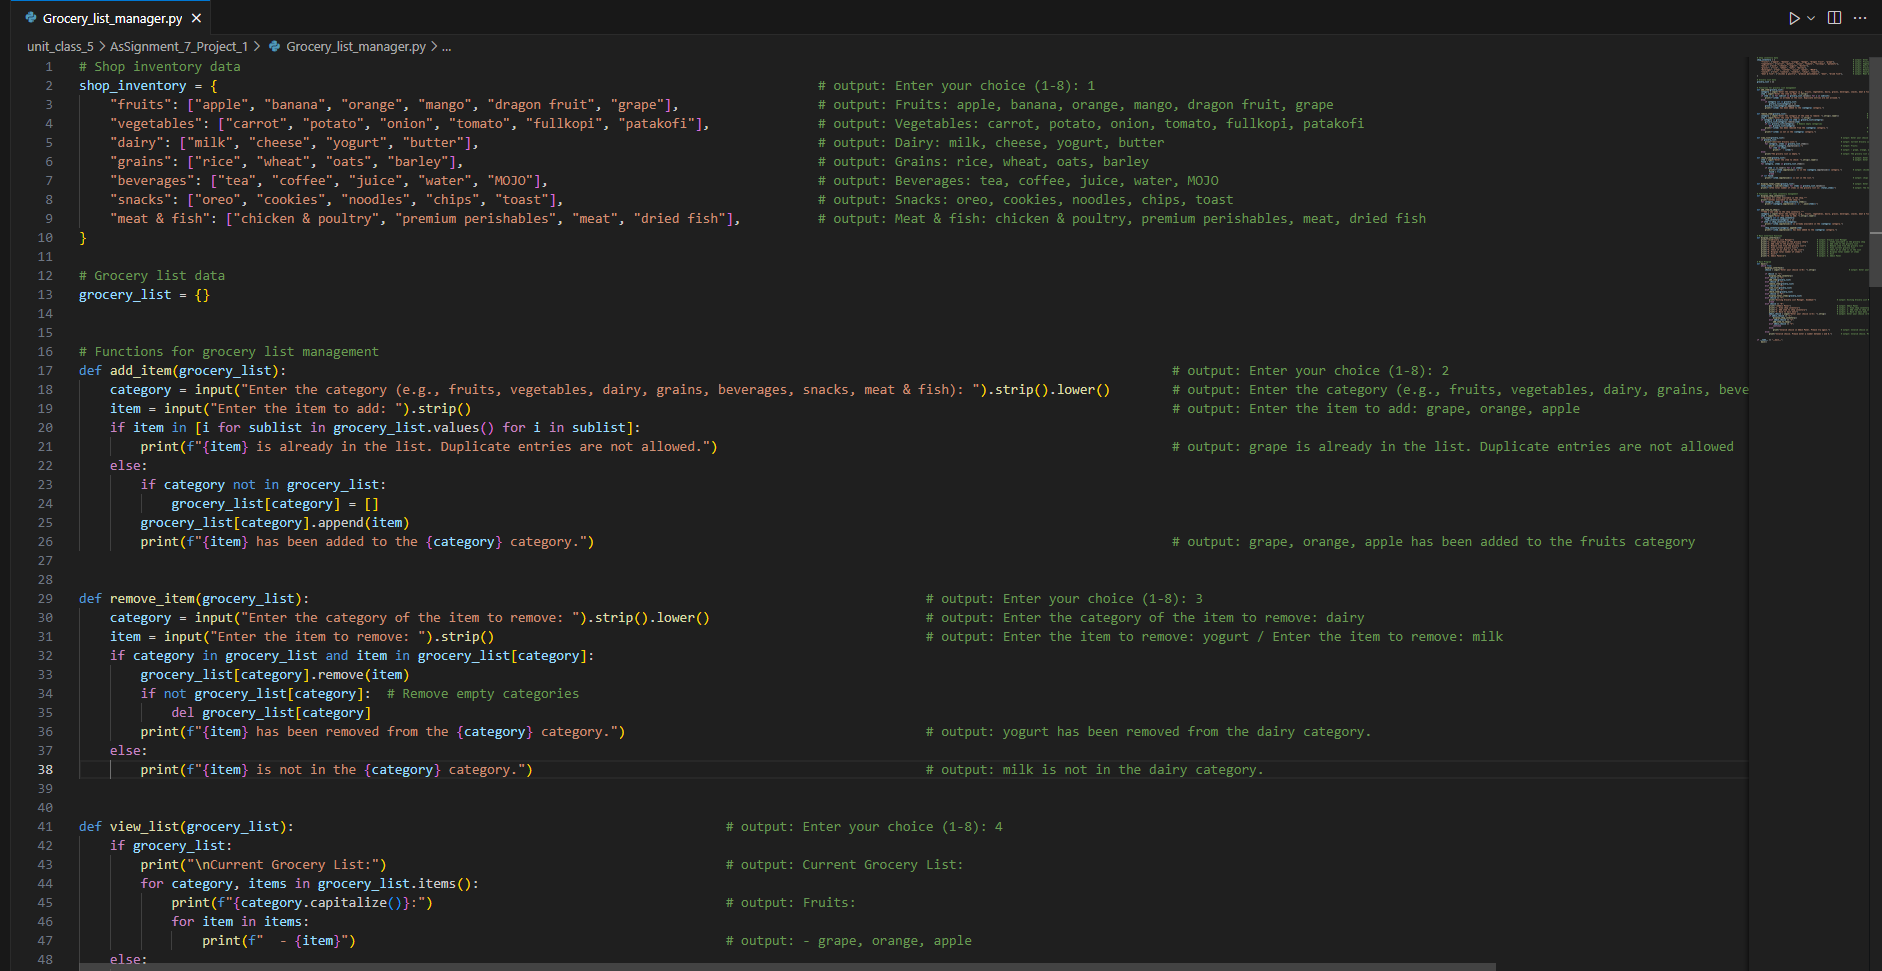 Grocery_list_manager.py ×
unit_class_5 > AsSignment_7_Project_1 > Grocery_list_manager.py > ...
1 # Shop inventory data
2 shop_inventory = { # output: Enter your choice (1-8): 1
3 "fruits": ["apple", "banana", "orange", "mango", "dragon fruit", "grape"], # output: Fruits: apple, banana, orange, mango, dragon fruit, grape
4 "vegetables": ["carrot", "potato", "onion", "tomato", "fullkopi", "patakofi"], # output: Vegetables: carrot, potato, onion, tomato, fullkopi, patakofi
5 "dairy": ["milk", "cheese", "yogurt", "butter"], # output: Dairy: milk, cheese, yogurt, butter
6 "grains": ["rice", "wheat", "oats", "barley"], # output: Grains: rice, wheat, oats, barley
7 "beverages": ["tea", "coffee", "juice", "water", "MOJO"], # output: Beverages: tea, coffee, juice, water, MOJO
8 "snacks": ["oreo", "cookies", "noodles", "chips", "toast"], # output: Snacks: oreo, cookies, noodles, chips, toast
9 "meat & fish": ["chicken & poultry", "premium perishables", "meat", "dried fish"], # output: Meat & fish: chicken & poultry, premium perishables, meat, dried fish
10 }
11
12 # Grocery list data
13 grocery_list = {}
14
15
16 # Functions for grocery list management
17 def add_item(grocery_list): # output: Enter your choice (1-8): 2
18 category = input("Enter the category (e.g., fruits, vegetables, dairy, grains, beverages, snacks, meat & fish): ").strip().lower() # output: Enter the category (e.g., fruits, vegetables, dairy, grains, beve
19 item = input("Enter the item to add: ").strip() # output: Enter the item to add: grape, orange, apple
20 if item in [i for sublist in grocery_list.values() for i in sublist]:
21 print(f"{item} is already in the list. Duplicate entries are not allowed.") # output: grape is already in the list. Duplicate entries are not allowed
22 else:
23 if category not in grocery_list:
24 grocery_list[category] = []
25 grocery_list[category].append(item)
26 print(f"{item} has been added to the {category} category.") # output: grape, orange, apple has been added to the fruits category
27
28
29 def remove_item(grocery_list): # output: Enter your choice (1-8): 3
30 category = input("Enter the category of the item to remove: ").strip().lower() # output: Enter the category of the item to remove: dairy
31 item = input("Enter the item to remove: ").strip() # output: Enter the item to remove: yogurt / Enter the item to remove: milk
32 if category in grocery_list and item in grocery_list[category]:
33 grocery_list[category].remove(item)
34 if not grocery_list[category]: # Remove empty categories
35 del grocery_list[category]
36 print(f"{item} has been removed from the {category} category.") # output: yogurt has been removed from the dairy category.
37 else:
38 print(f"{item} is not in the {category} category.") # output: milk is not in the dairy category.
39
40
41 def view_list(grocery_list): # output: Enter your choice (1-8): 4
42 if grocery_list:
43 print("\nCurrent Grocery List:") # output: Current Grocery List:
44 for category, items in grocery_list.items():
45 print(f"{category.capitalize()}:") # output: Fruits:
46 for item in items:
47 print(f"  - {item}") # output: - grape, orange, apple
48 else: